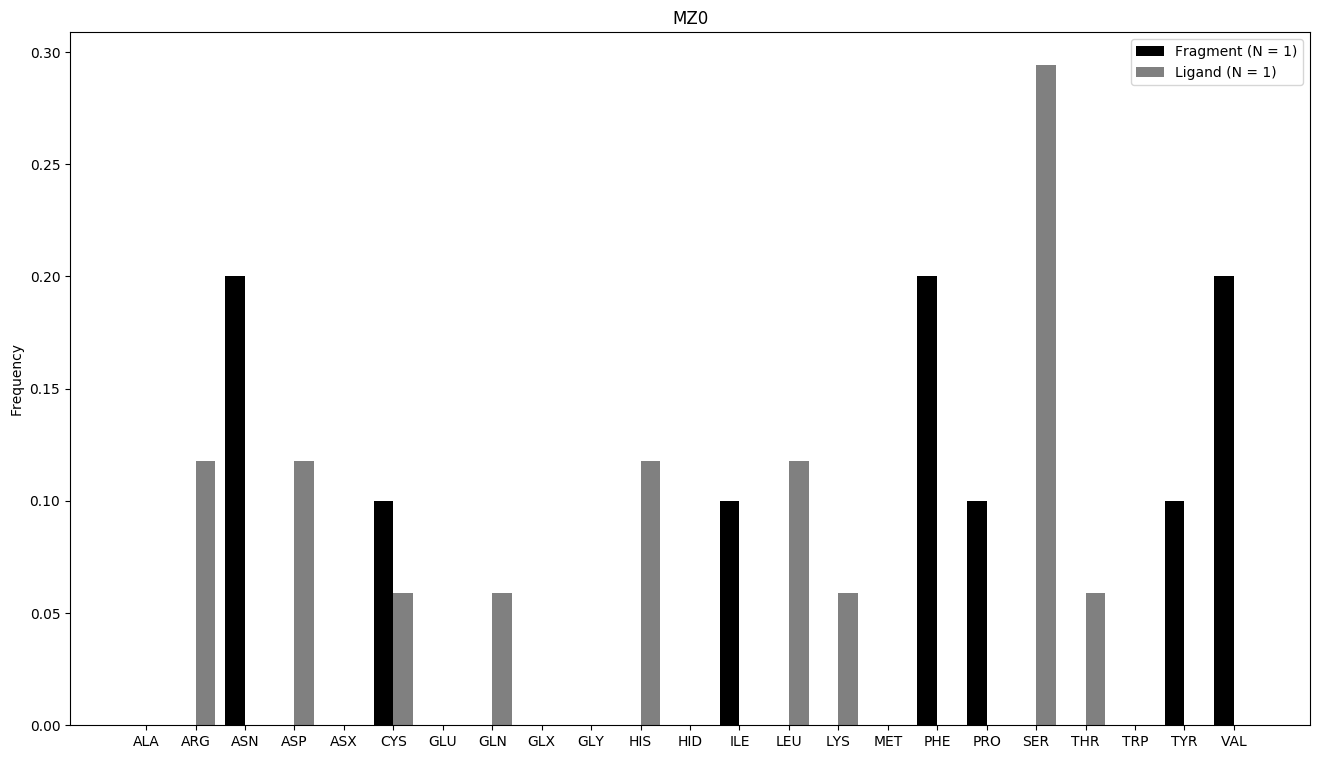 MZ0
Fragment (N = 1)
Ligand (N = 1)
Frequency
0.30
0.25
0.20
0.15
0.10
0.05
0.00
ALA ARG ASN ASP ASX CYS GLU GLN GLX GLY HIS HID ILE LEU LYS MET PHE PRO SER THR TRP TYR VAL